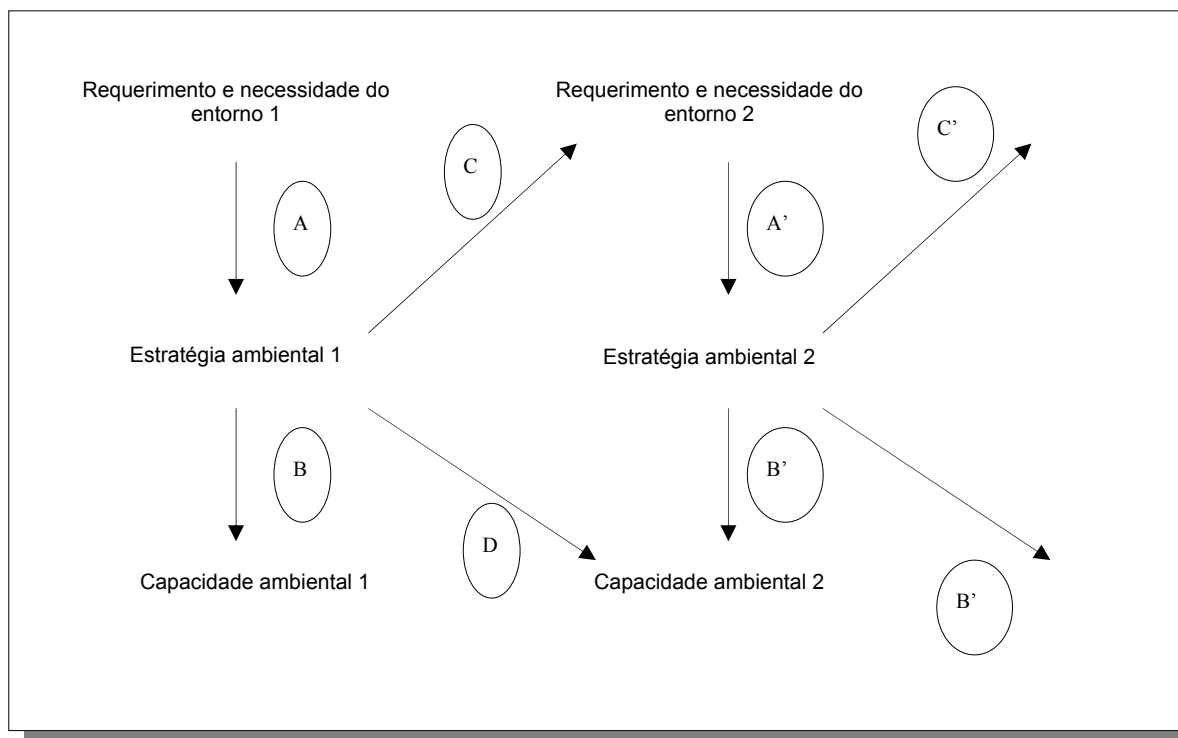 Requerimento e necessidade do
entorno 1
Requerimento e necessidade do
entorno 2
C
C’
A
A’
Estratégia ambiental 1
Estratégia ambiental 2
B
B’
D
Capacidade ambiental 1
Capacidade ambiental 2
B’